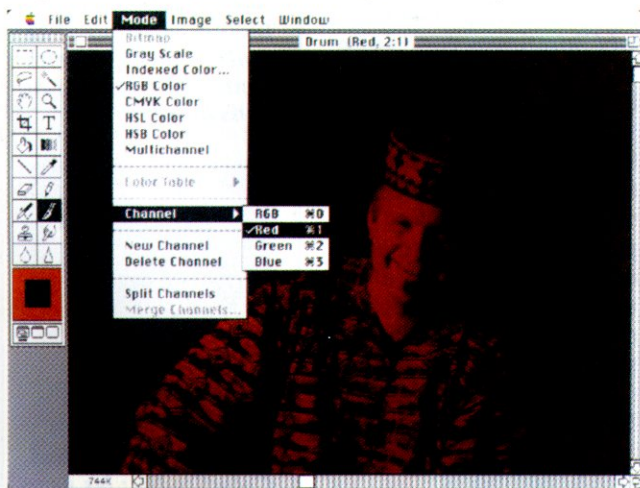 File Edit Mode Image Select Window
Drum (Red, 2:1)
Bitmap
Gray Scale
Indexed Color...
✓RGB Color
CMYK Color
HSL Color
HSB Color
Multichannel
Color Table
Channel
RGB ⌘0
✓Red ⌘1
Green ⌘2
Blue ⌘3
New Channel
Delete Channel
Split Channels
Merge Channels...
T
744K